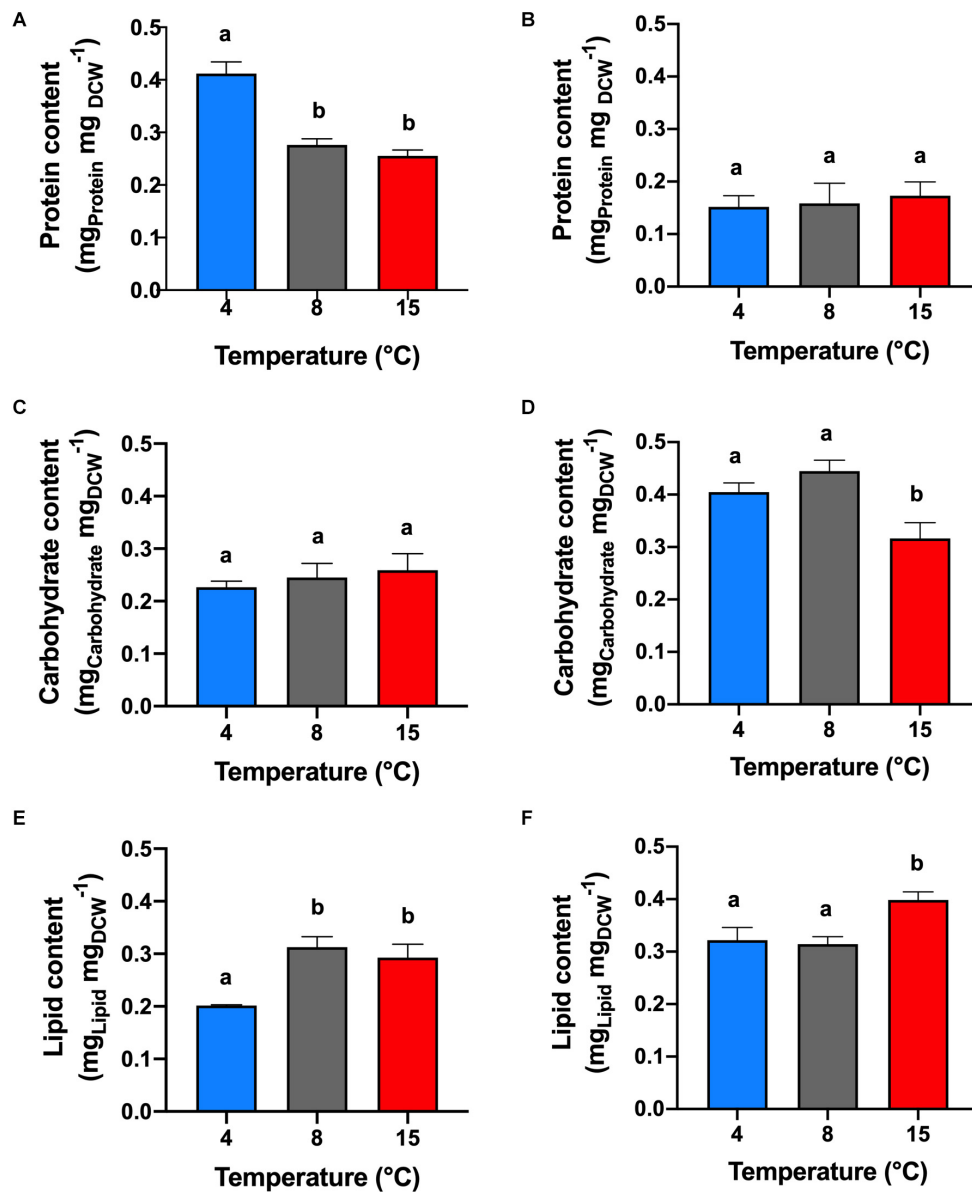 A
Protein content
(mgProtein mg DCW-1)
0.5
0.4
0.3
0.2
0.1
0.0
a
b
b
4
8
15
Temperature (°C)
B
Protein content
(mgProtein mg DCW-1)
0.5
0.4
0.3
0.2
0.1
0.0
a
a
a
4
8
15
Temperature (°C)
C
Carbohydrate content
(mgCarbohydrate mgDCW-1)
0.5
0.4
0.3
0.2
0.1
0.0
a
a
a
4
8
15
Temperature (°C)
D
Carbohydrate content
(mgCarbohydrate mgDCW-1)
0.5
0.4
0.3
0.2
0.1
0.0
a
a
b
4
8
15
Temperature (°C)
E
Lipid content
(mgLipid mgDCW-1)
0.5
0.4
0.3
0.2
0.1
0.0
a
b
b
4
8
15
Temperature (°C)
F
Lipid content
(mgLipid mgDCW-1)
0.5
0.4
0.3
0.2
0.1
0.0
a
a
b
4
8
15
Temperature (°C)